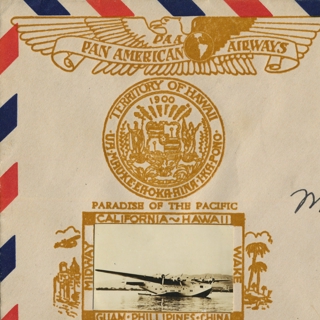 PAA
PAN AMERICAN AIRWAYS
TERRITORY OF HAWAII
1900
UA·MAU·KE·EA·O·KA·AINA·I·KA·PONO·
PARADISE OF THE PACIFIC
CALIFORNIA~HAWAII
MIDWAY
WAKE
GUAM·PHILLIPINES·CHINA